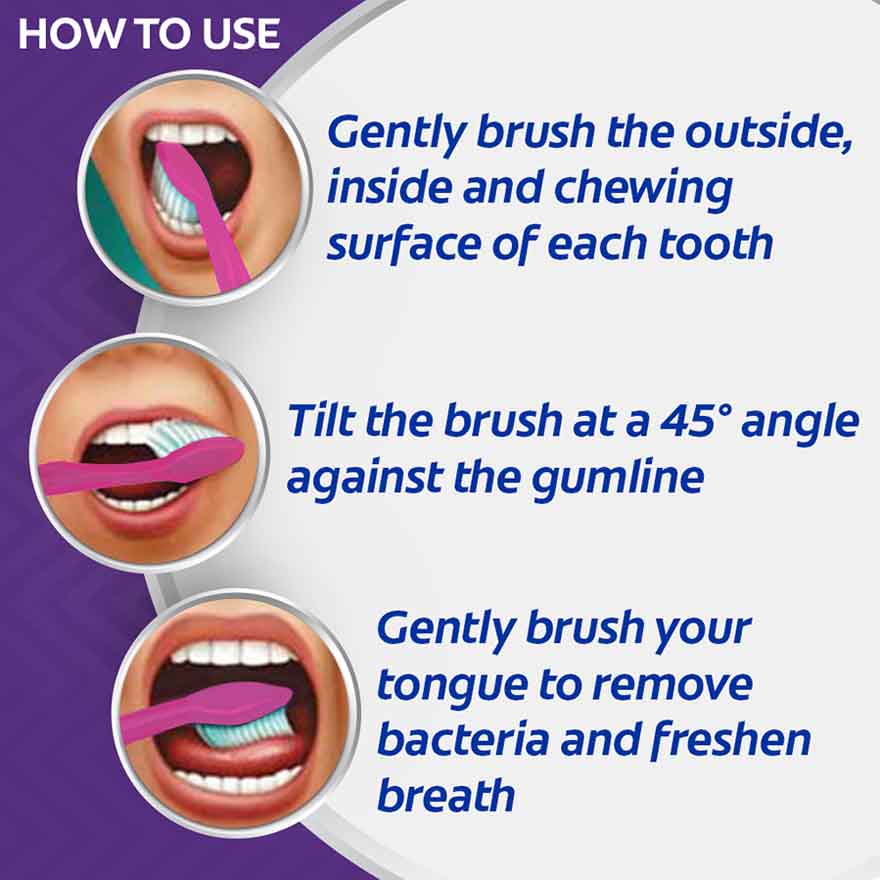 HOW TO USE
Gently brush the outside,
inside and chewing
surface of each tooth
Tilt the brush at a 45° angle
against the gumline
Gently brush your
tongue to remove
bacteria and freshen
breath